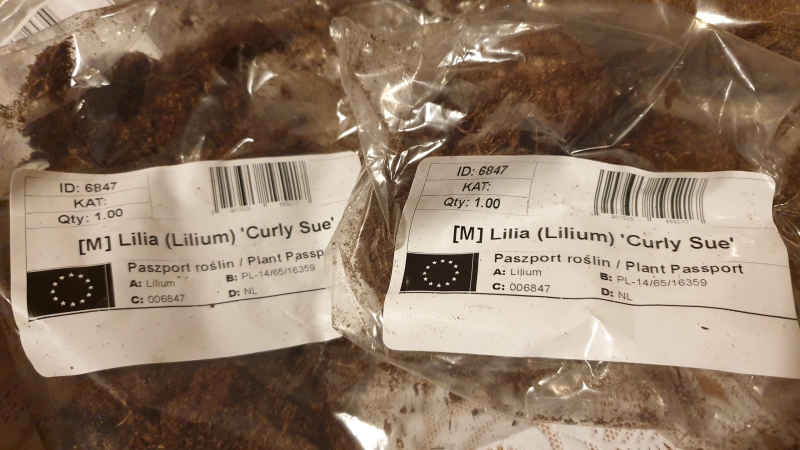 ID: 6847
KAT:
Qty: 1.00
[M] Lilia (Lilium) 'Curly Sue'
Paszport roślin / Plant Passp
A: Lilium
B: PL-14/65/16359
C: 006847
D: NL
ID: 6847
KAT:
Qty: 1.00
[M] Lilia (Lilium) 'Curly Sue'
Paszport roślin / Plant Passport
A: Lilium
B: PL-14/65/16359
C: 006847
D: NL